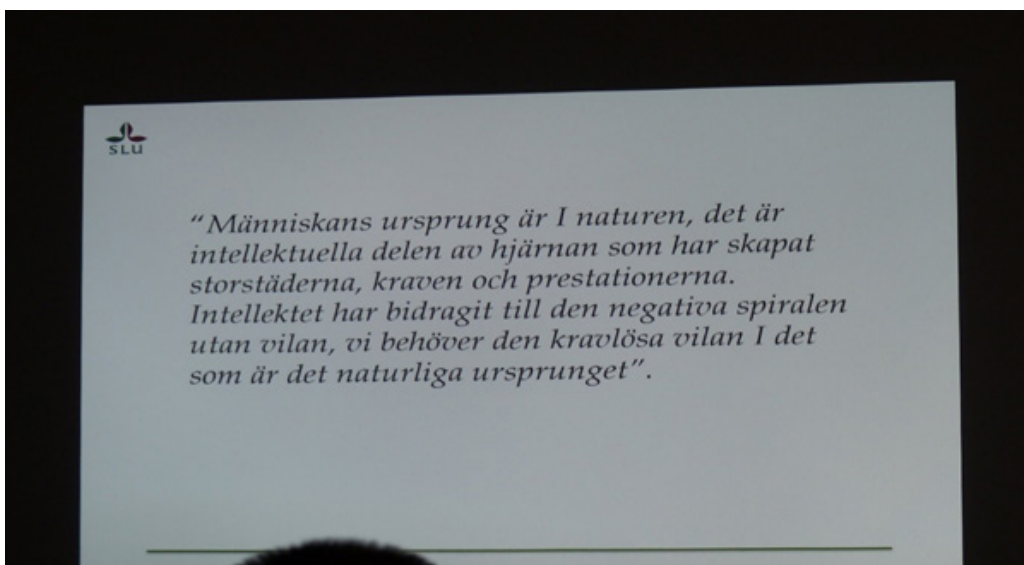 SLU
“Människans ursprung är I naturen, det är
intellektuella delen av hjärnan som har skapat
storstäderna, kraven och prestationerna.
Intellektet har bidragit till den negativa spiralen
utan vilan, vi behöver den kravlösa vilan I det
som är det naturliga ursprunget”.